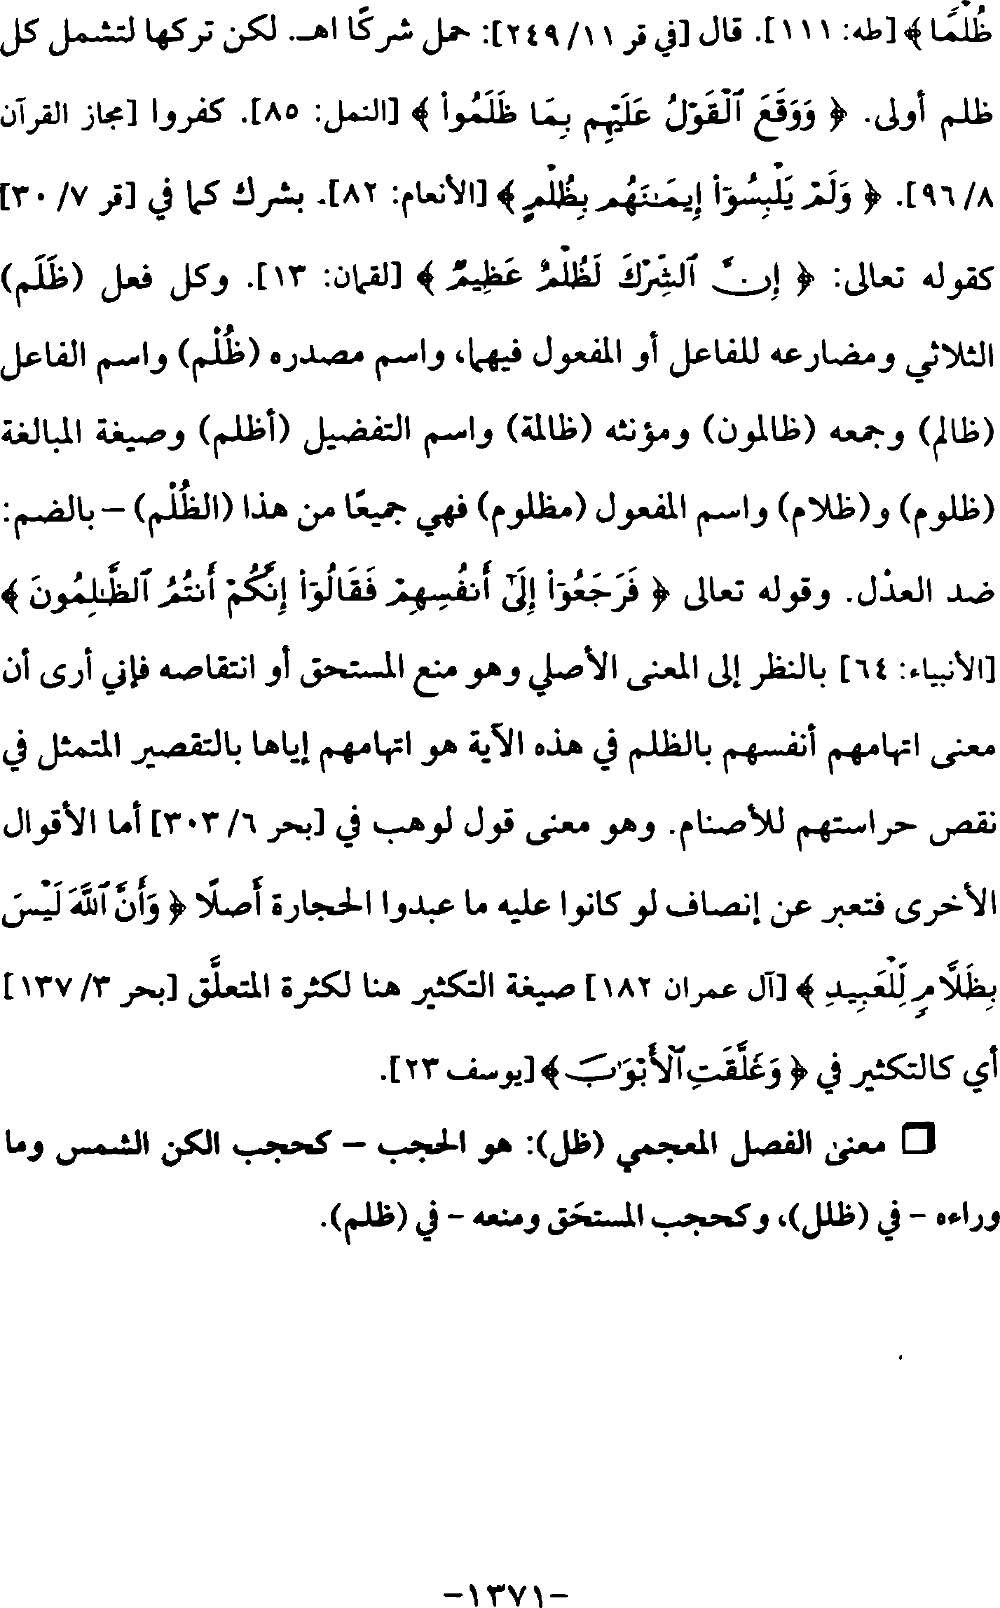 ظُلْمًا ﴾ [طه: ١١١]. قال [في قر ١١/ ٢٤٩]: حمل شركًا اهـ. لكن تركها لتشمل كل
ظلم أولى. ﴿ وَوَقَعَ ٱلْقَوْلُ عَلَيْهِم بِمَا ظَلَمُوا۟ ﴾ [النمل: ٨٥]. كفروا [مجاز القرآن
٨/ ٩٦]. ﴿ وَلَمْ يَلْبِسُوٓا۟ إِيمَـٰنَهُم بِظُلْمٍ ﴾ [الأنعام: ٨٢]. بشرك كما في [قر ٧/ ٣٠]
كقوله تعالى: ﴿ إِنَّ ٱلشِّرْكَ لَظُلْمٌ عَظِيمٌ ﴾ [لقمان: ١٣]. وكل فعل (ظَلَم)
الثلاثي ومضارعه للفاعل أو المفعول فيهما، واسم مصدره (ظُلْم) واسم الفاعل
(ظالم) وجمعه (ظالمون) ومؤنثه (ظالمة) واسم التفضيل (أظلم) وصيغة المبالغة
(ظلوم) و(ظلام) واسم المفعول (مظلوم) فهي جميعًا من هذا (الظُلْم) – بالضم:
ضد العدْل. وقوله تعالى ﴿ فَرَجَعُوٓا۟ إِلَىٰٓ أَنفُسِهِمْ فَقَالُوٓا۟ إِنَّكُمْ أَنتُمُ ٱلظَّـٰلِمُونَ ﴾
[الأنبياء: ٦٤] بالنظر إلى المعنى الأصلي وهو منع المستحق أو انتقاصه فإني أرى أن
معنى اتهامهم أنفسهم بالظلم في هذه الآية هو اتهامهم إياها بالتقصير المتمثل في
نقص حراستهم للأصنام. وهو معنى قول لوهب في [بحر ٦/ ٣٠٣] أما الأقوال
الأخرى فتعبر عن إنصاف لو كانوا عليه ما عبدوا الحجارة أصلًا ﴿ وَأَنَّ ٱللَّهَ لَيْسَ
بِظَلَّامٍ لِّلْعَبِيدِ ﴾ [آل عمران ١٨٢] صيغة التكثير هنا لكثرة المتعلَّق [بحر ٣/ ١٣٧]
أي كالتكثير في ﴿ وَغَلَّقَتِ ٱلْأَبْوَٰبَ ﴾ [يوسف ٢٣].
❒ معنى الفصل المعجمي (ظل): هو الحجب – كحجب الكن الشمس وما
وراءه - في (ظلل)، وكحجب المستحَق ومنعه - في (ظلم).
-١٣٧١-